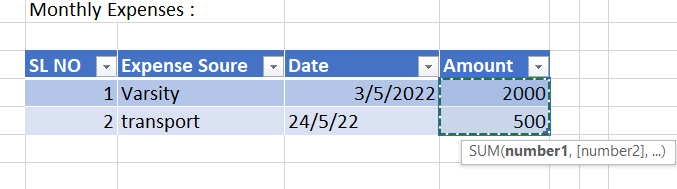 Monthly Expenses :
SL NO Expense Soure Date Amount
1 Varsity 3/5/2022 2000
2 transport 24/5/22 500
SUM(number1, [number2], ...)